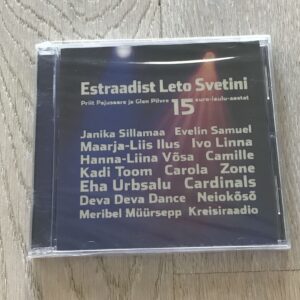 Estraadist Leto Svetini
Priit Pajusaare ja Glen Pilvre 15 euro-laulu-aastat
Janika Sillamaa Evelin Samuel
Maarja-Liis Ilus Ivo Linna
Hanna-Liina Võsa Camille
Kadi Toom Carola Zone
Eha Urbsalu Cardinals
Deva Deva Dance Neiokõsõ
Meribel Müürsepp Kreisiraadio